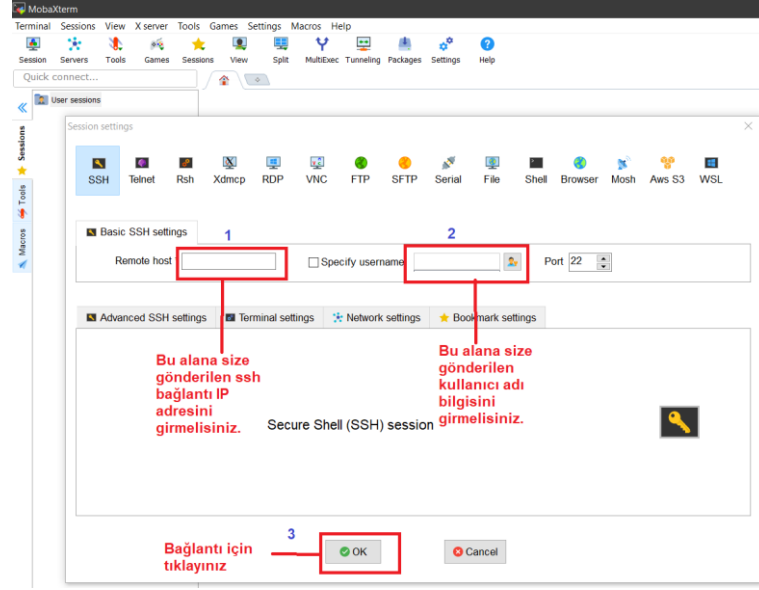 MobaXterm
Terminal Sessions View X server Tools Games Settings Macros Help
Session Servers Tools Games Sessions View Split MultiExec Tunneling Packages Settings Help
Quick connect...
User sessions
Sessions
Tools
Macros
Session settings
SSH Telnet Rsh Xdmcp RDP VNC FTP SFTP Serial File Shell Browser Mosh Aws S3 WSL
Basic SSH settings
1
2
Remote host *
Specify username
Port 22
Advanced SSH settings
Terminal settings
Network settings
Bookmark settings
Bu alana size
gönderilen ssh
bağlantı IP
adresini
girmelisiniz.
Bu alana size
gönderilen
kullanıcı adı
bilgisini
girmelisiniz.
Secure Shell (SSH) session
3
Bağlantı için
tıklayınız
OK
Cancel